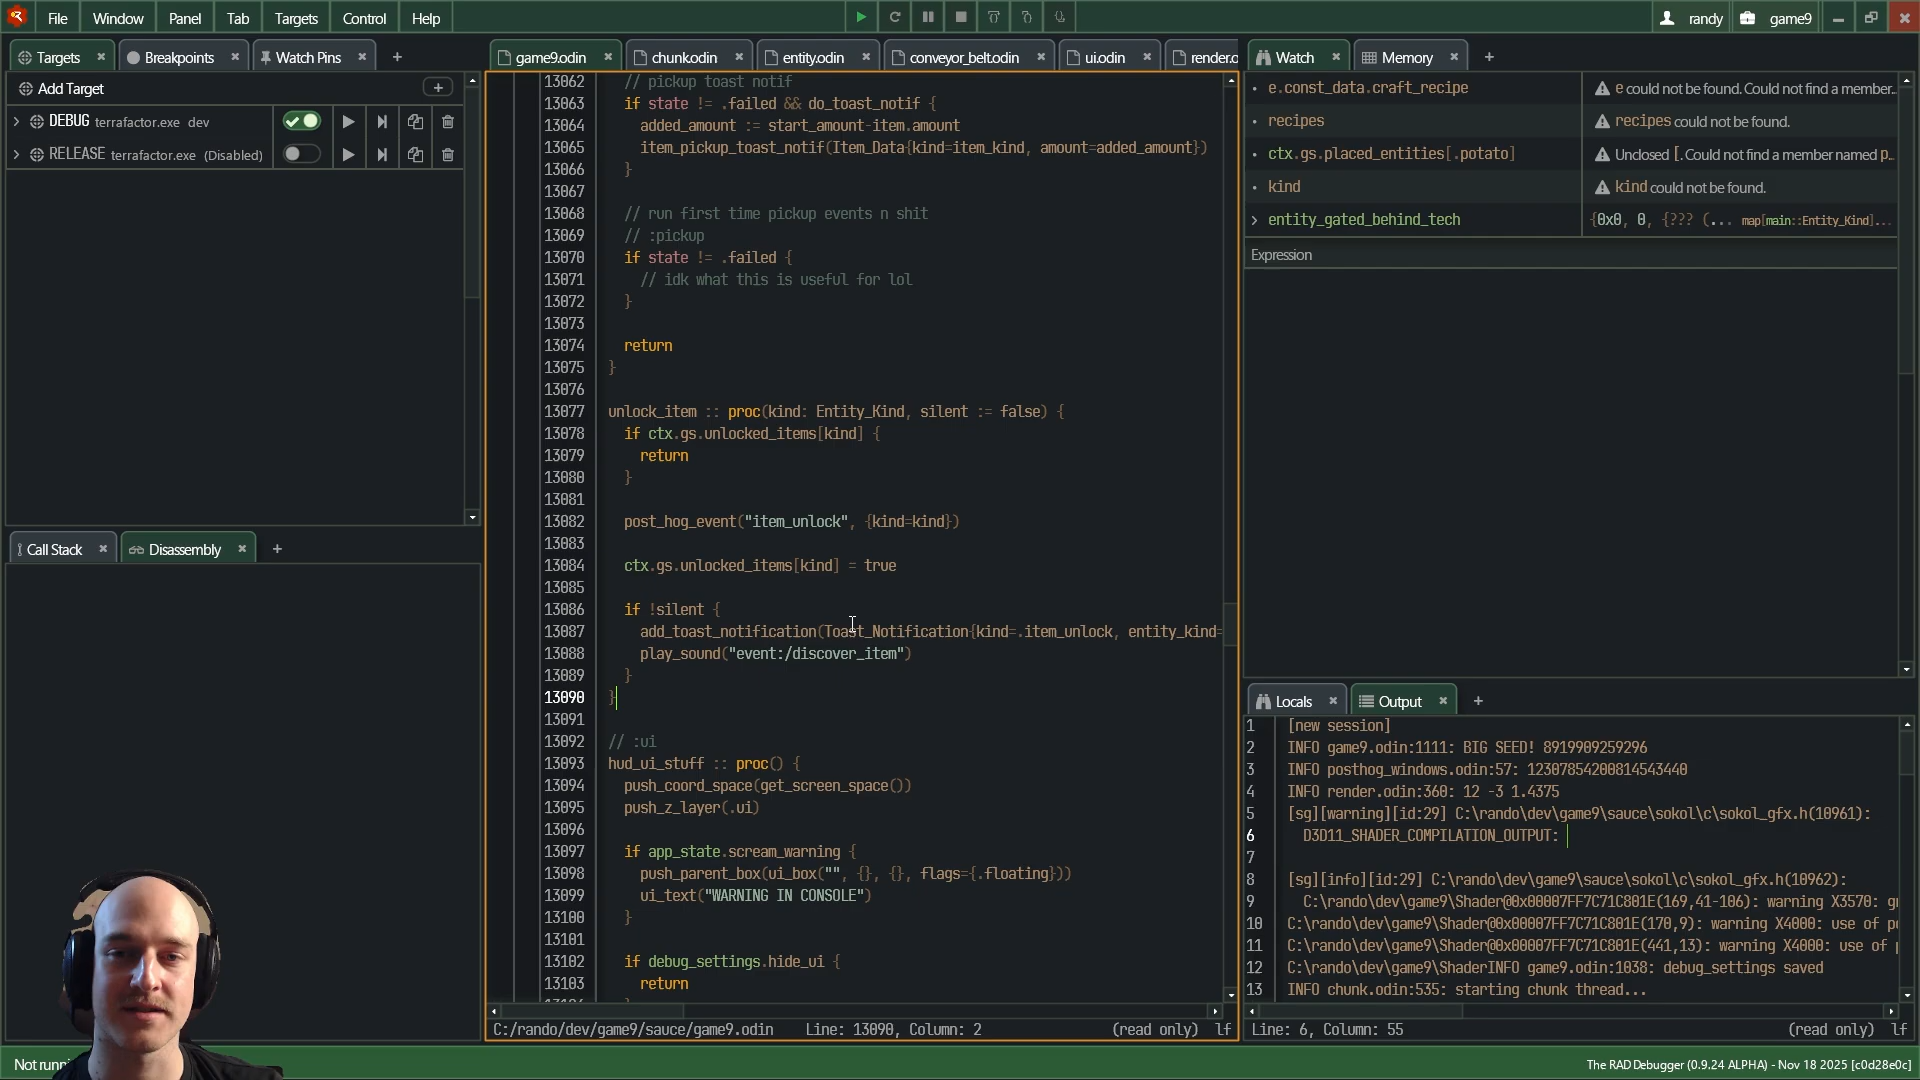 File Window Panel Tab Targets Control Help randy game9
Targets Breakpoints Watch Pins
Add Target
DEBUG terrafactor.exe dev
RELEASE terrafactor.exe (Disabled)
Call Stack Disassembly
game9.odin chunk.odin entity.odin conveyor_belt.odin ui.odin render.o
13062 // pickup toast notif
13063 if state != .failed && do_toast_notif {
13064 added_amount := start_amount-item.amount
13065 item_pickup_toast_notif(Item_Data{kind=item_kind, amount=added_amount})
13066 }
13067
13068 // run first time pickup events n shit
13069 // :pickup
13070 if state != .failed {
13071 // idk what this is useful for lol
13072 }
13073
13074 return
13075 }
13076
13077 unlock_item :: proc(kind: Entity_Kind, silent := false) {
13078 if ctx.gs.unlocked_items[kind] {
13079 return
13080 }
13081
13082 post_hog_event("item_unlock", {kind=kind})
13083
13084 ctx.gs.unlocked_items[kind] = true
13085
13086 if !silent {
13087 add_toast_notification(Toast_Notification{kind=.item_unlock, entity_kind=
13088 play_sound("event:/discover_item")
13089 }
13090 }
13091
13092 // :ui
13093 hud_ui_stuff :: proc() {
13094 push_coord_space(get_screen_space())
13095 push_z_layer(.ui)
13096
13097 if app_state.scream_warning {
13098 push_parent_box(ui_box("", {}, {}, flags={.floating}))
13099 ui_text("WARNING IN CONSOLE")
13100 }
13101
13102 if debug_settings.hide_ui {
13103 return
C:/rando/dev/game9/sauce/game9.odin Line: 13090, Column: 2 (read only) lf
Watch Memory
e.const_data.craft_recipe e could not be found. Could not find a member...
recipes recipes could not be found.
ctx.gs.placed_entities[.potato] Unclosed [. Could not find a member named p...
kind kind could not be found.
entity_gated_behind_tech {0x0, 0, {??? (... map[main::Entity_Kind]...
Expression
Locals Output
1 [new session]
2 INFO game9.odin:1111: BIG SEED! 8919909259296
3 INFO posthog_windows.odin:57: 12307854200814543440
4 INFO render.odin:360: 12 -3 1.4375
5 [sg][warning][id:29] C:\rando\dev\game9\sauce\sokol\c\sokol_gfx.h(10961):
6 D3D11_SHADER_COMPILATION_OUTPUT:
7
8 [sg][info][id:29] C:\rando\dev\game9\sauce\sokol\c\sokol_gfx.h(10962):
9 C:\rando\dev\game9\Shader@0x00007FF7C71C801E(169,41-106): warning X3570: g
10 C:\rando\dev\game9\Shader@0x00007FF7C71C801E(170,9): warning X4000: use of p
11 C:\rando\dev\game9\Shader@0x00007FF7C71C801E(441,13): warning X4000: use of
12 C:\rando\dev\game9\ShaderINFO game9.odin:1038: debug_settings saved
13 INFO chunk.odin:535: starting chunk thread...
Line: 6, Column: 55 (read only) lf
Not runn
The RAD Debugger (0.9.24 ALPHA) - Nov 18 2025 [c0d28e0c]